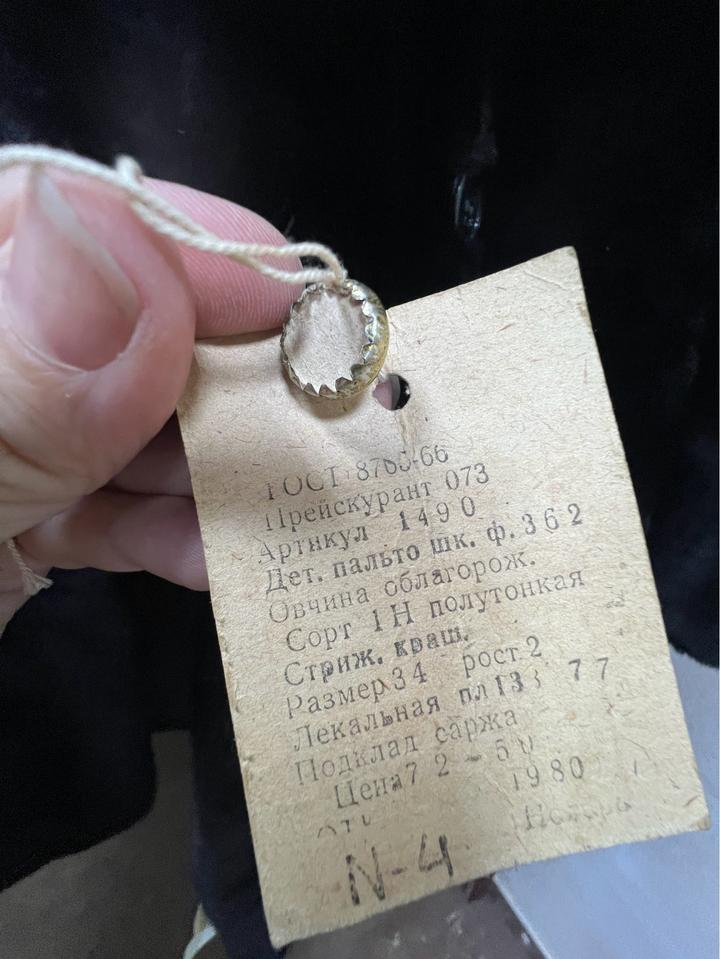 ГОСТ 8765-66
Прейскурант 073
Артикул 1490
Дет. пальто шк. ф.362
Овчина облагорож.
Сорт 1Н полутонкая
Стриж. краш.
Размер 34 рост 2
Лекальная пл 77
Подклад саржа
Цена 72-50
1980
N-4